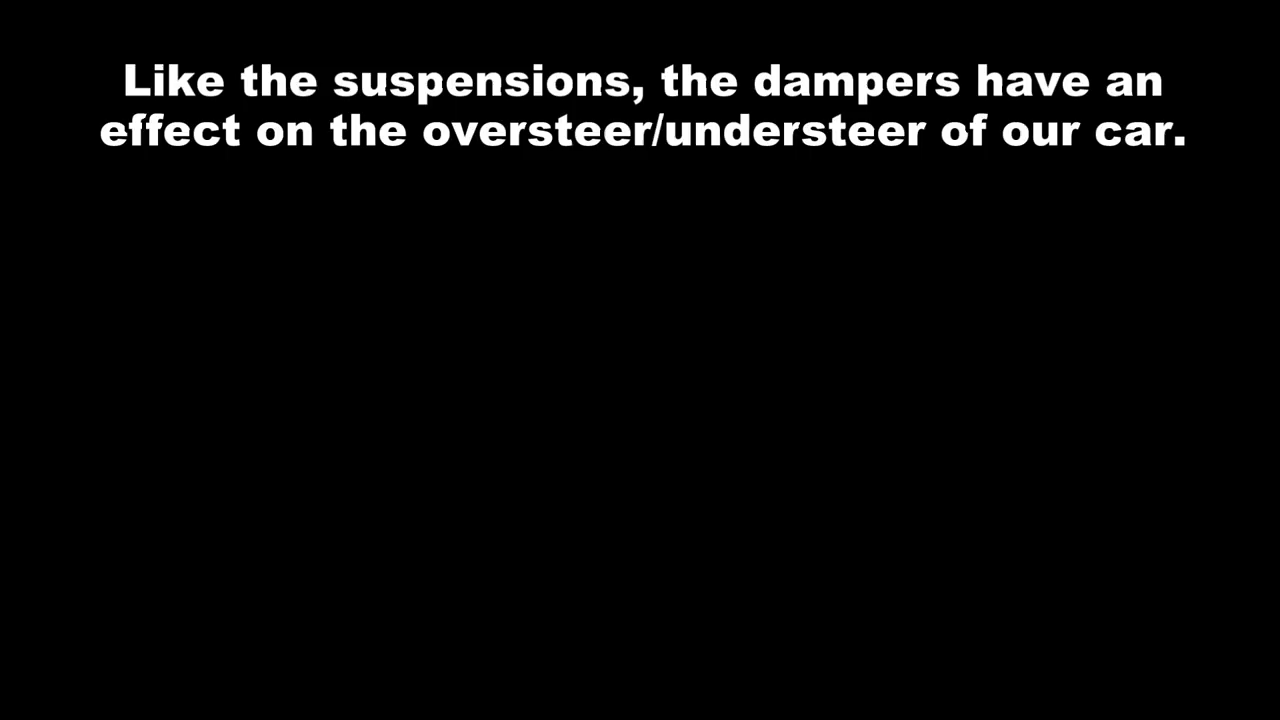 Like the suspensions, the dampers have an
effect on the oversteer/understeer of our car.